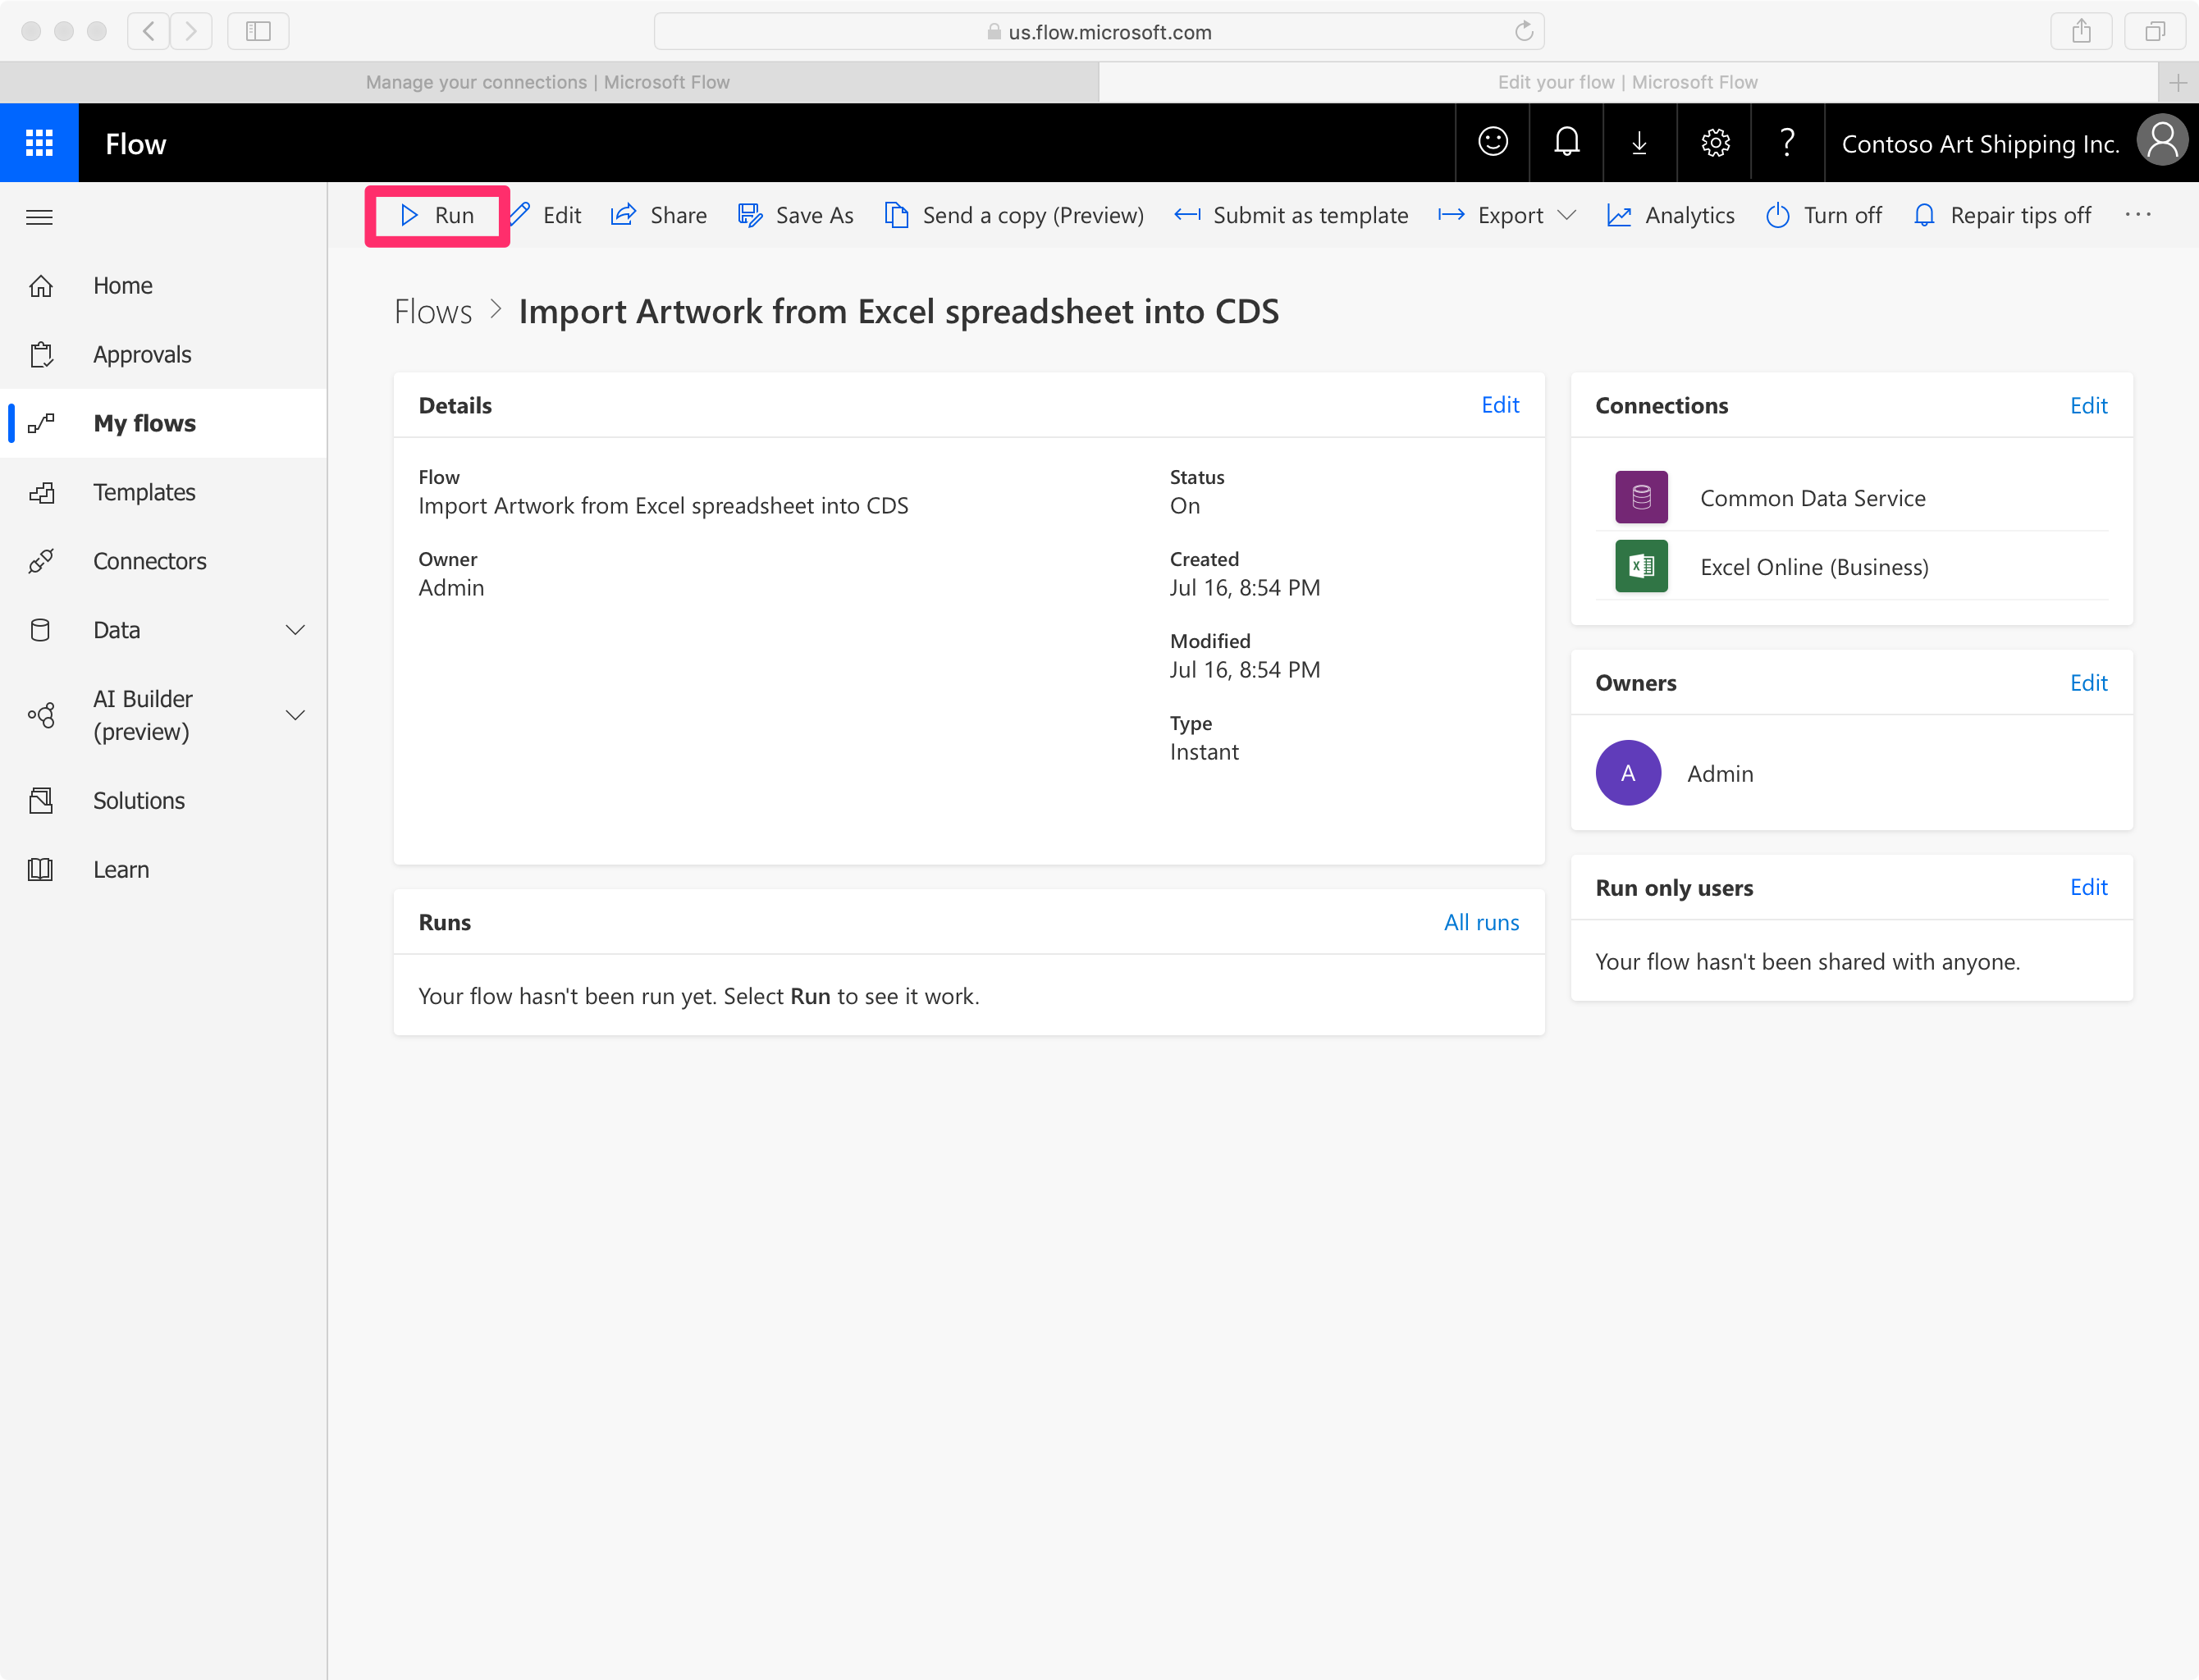 us.flow.microsoft.com
Manage your connections | Microsoft Flow
Edit your flow | Microsoft Flow
Flow
Contoso Art Shipping Inc.
Run
Edit
Share
Save As
Send a copy (Preview)
Submit as template
Export
Analytics
Turn off
Repair tips off
Home
Approvals
My flows
Templates
Connectors
Data
AI Builder
(preview)
Solutions
Learn
Flows > Import Artwork from Excel spreadsheet into CDS
Details
Edit
Flow
Import Artwork from Excel spreadsheet into CDS
Owner
Admin
Status
On
Created
Jul 16, 8:54 PM
Modified
Jul 16, 8:54 PM
Type
Instant
Runs
All runs
Your flow hasn't been run yet. Select Run to see it work.
Connections
Edit
Common Data Service
Excel Online (Business)
Owners
Edit
A
Admin
Run only users
Edit
Your flow hasn't been shared with anyone.